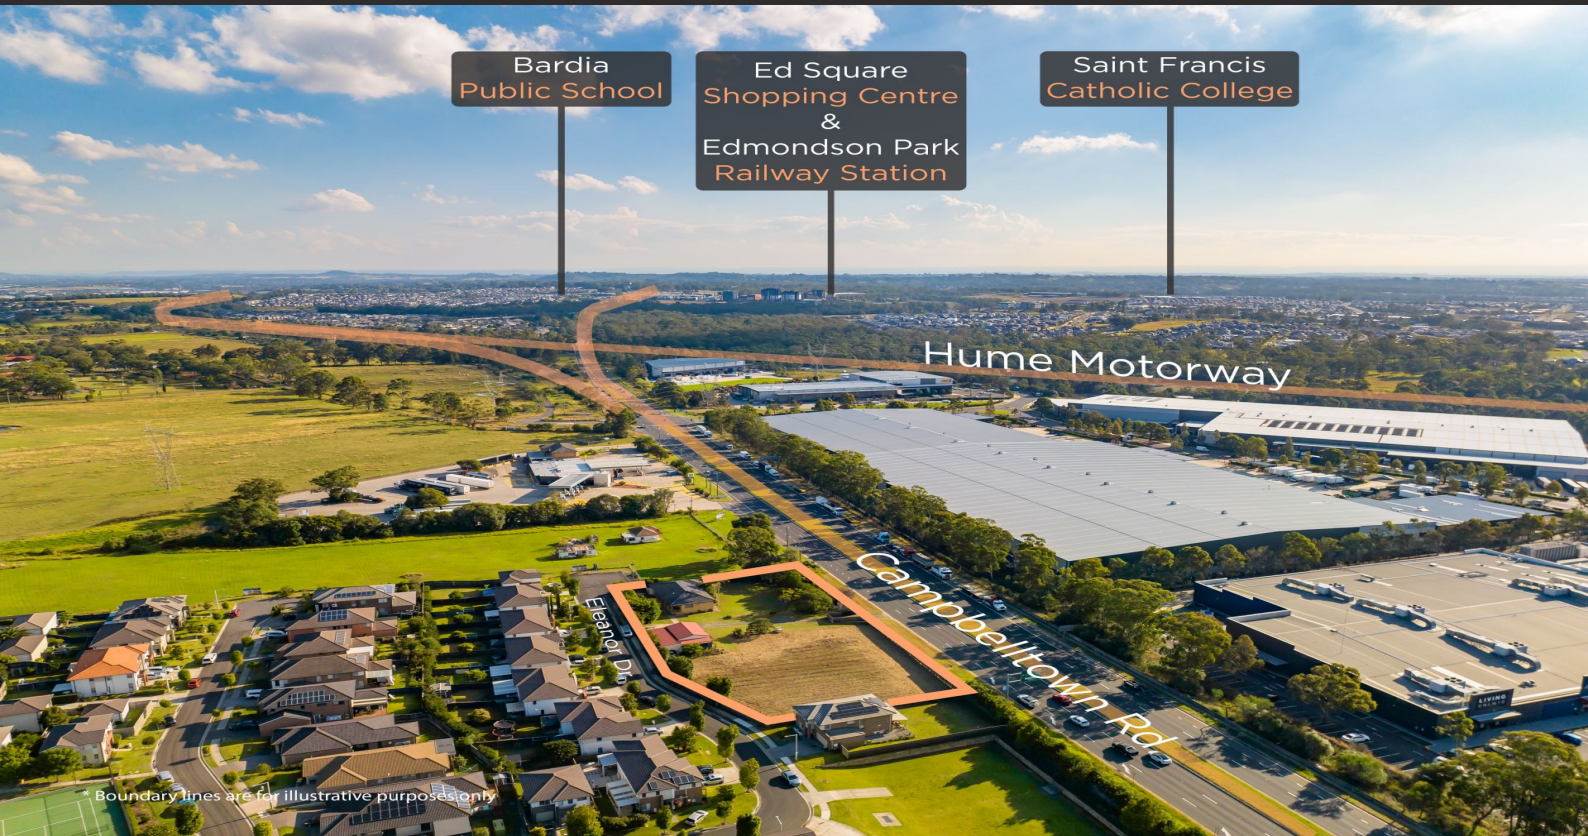 Bardia
Public School
Ed Square
Shopping Centre
&
Edmondson Park
Railway Station
Saint Francis
Catholic College
Hume Motorway
Campbelltown Rd
Eleanor Dr
LIVING
* Boundary lines are for illustrative purposes only